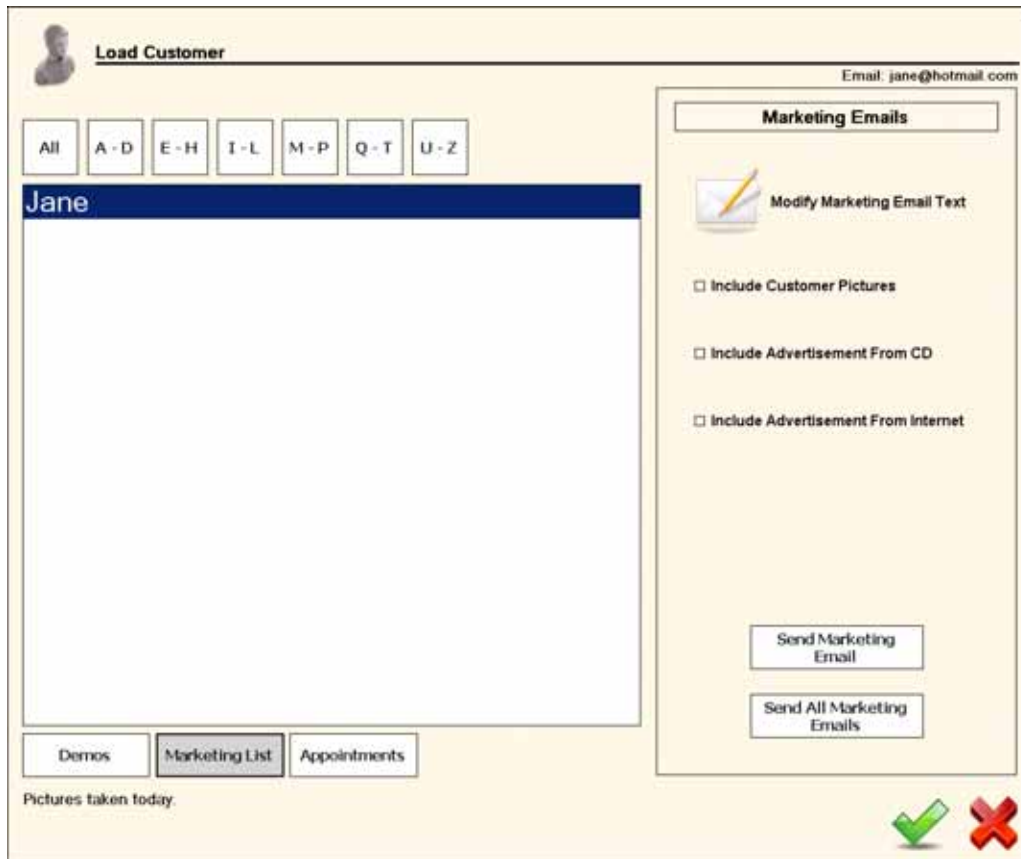 Load Customer
Email: jane@hotmail.com
All
A - D
E - H
I - L
M - P
Q - T
U - Z
Jane
Marketing Emails
Modify Marketing Email Text
Include Customer Pictures
Include Advertisement From CD
Include Advertisement From Internet
Send Marketing
Email
Send All Marketing
Emails
Demos
Marketing List
Appointments
Pictures taken today.